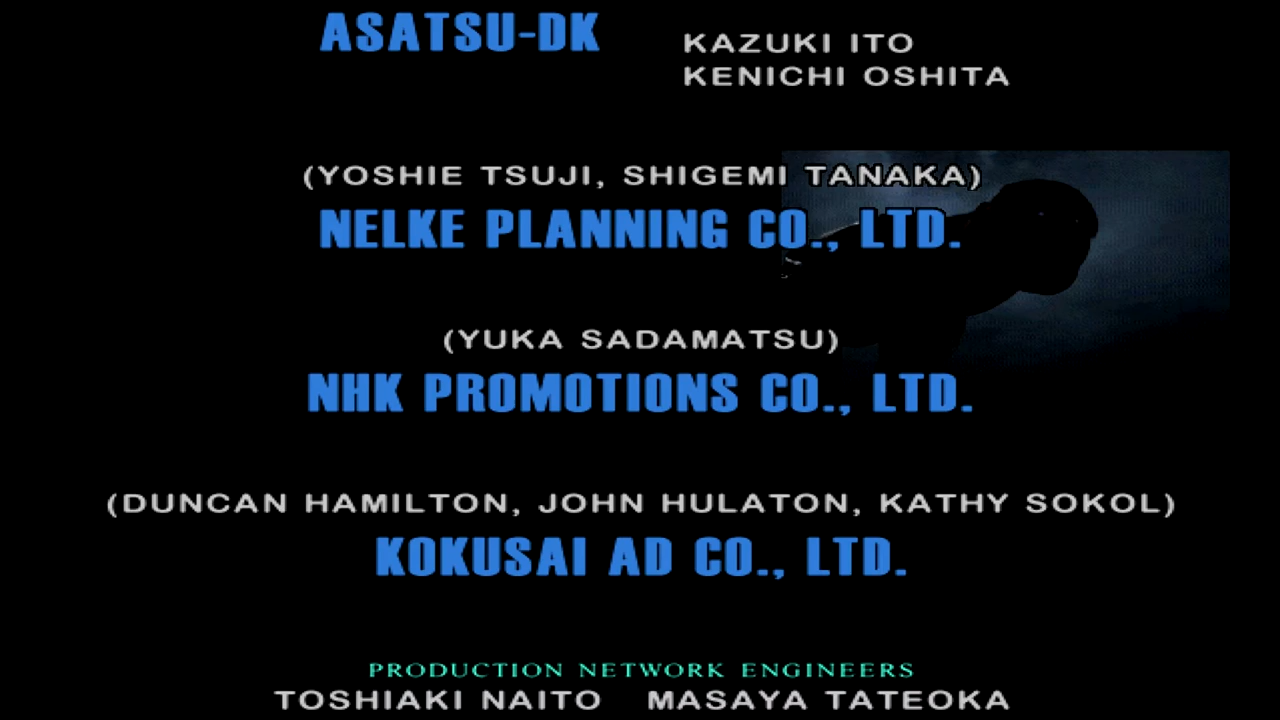 ASATSU-DK
KAZUKI ITO
KENICHI OSHITA
(YOSHIE TSUJI, SHIGEMI TANAKA)
NELKE PLANNING CO., LTD.
(YUKA SADAMATSU)
NHK PROMOTIONS CO., LTD.
(DUNCAN HAMILTON, JOHN HULATON, KATHY SOKOL)
KOKUSAI AD CO., LTD.
PRODUCTION NETWORK ENGINEERS
TOSHIAKI NAITO MASAYA TATEOKA